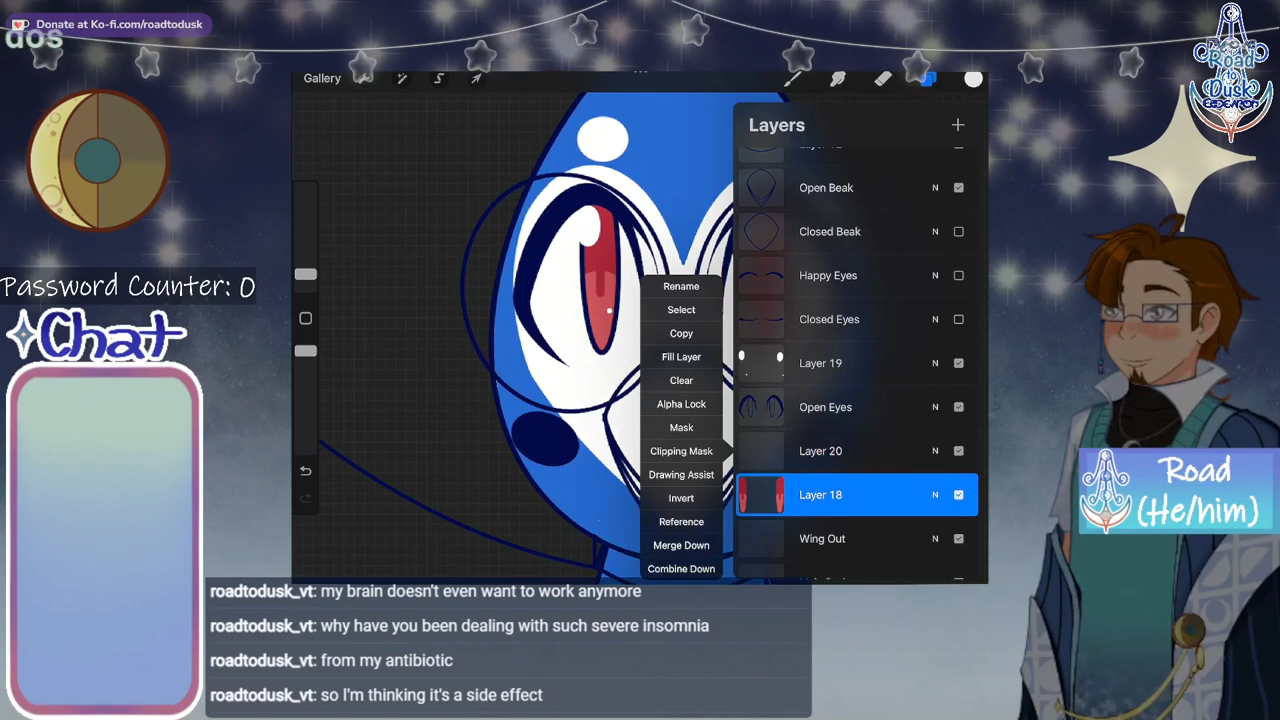 Donate at Ko-fi.com/roadtodusk
aos
Road
to
Dusk
Gallery
Layers
Open Beak N
Closed Beak N
Happy Eyes N
Closed Eyes N
Layer 19 N
Open Eyes N
Layer 20 N
Layer 18 N
Wing Out N
Rename
Select
Copy
Fill Layer
Clear
Alpha Lock
Mask
Clipping Mask
Drawing Assist
Invert
Reference
Merge Down
Combine Down
Password Counter: 0
Chat
Road
(He/him)
roadtodusk_vt: my brain doesn't even want to work anymore
roadtodusk_vt: why have you been dealing with such severe insomnia
roadtodusk_vt: from my antibiotic
roadtodusk_vt: so I'm thinking it's a side effect